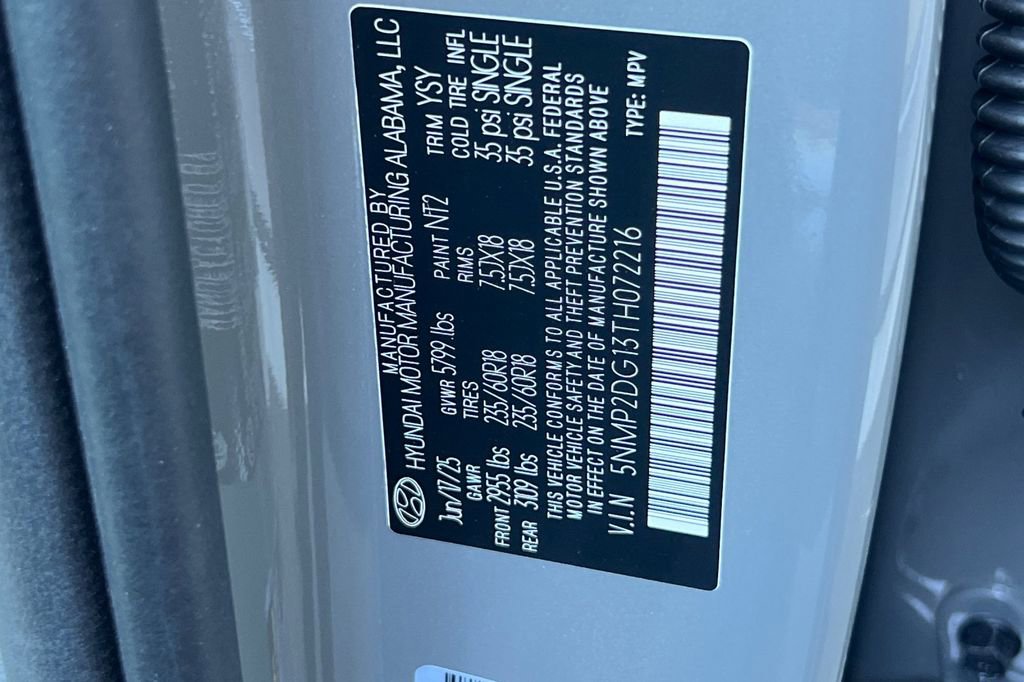 MANUFACTURED BY
HYUNDAI MOTOR MANUFACTURING ALABAMA, LLC
Jun/17/25 GVWR 5799.lbs PAINT NT2 TRIM YSY
GAWR TIRES RIMS COLD TIRE INFL
FRONT 2955 lbs 235/60R18 7.5JX18 35 psi SINGLE
REAR 3109 lbs 235/60R18 7.5JX18 35 psi SINGLE
THIS VEHICLE CONFORMS TO ALL APPLICABLE U.S.A. FEDERAL
MOTOR VEHICLE SAFETY AND THEFT PREVENTION STANDARDS
IN EFFECT ON THE DATE OF MANUFACTURE SHOWN ABOVE
V.I.N 5NMP2DG13TH072216 TYPE: MPV